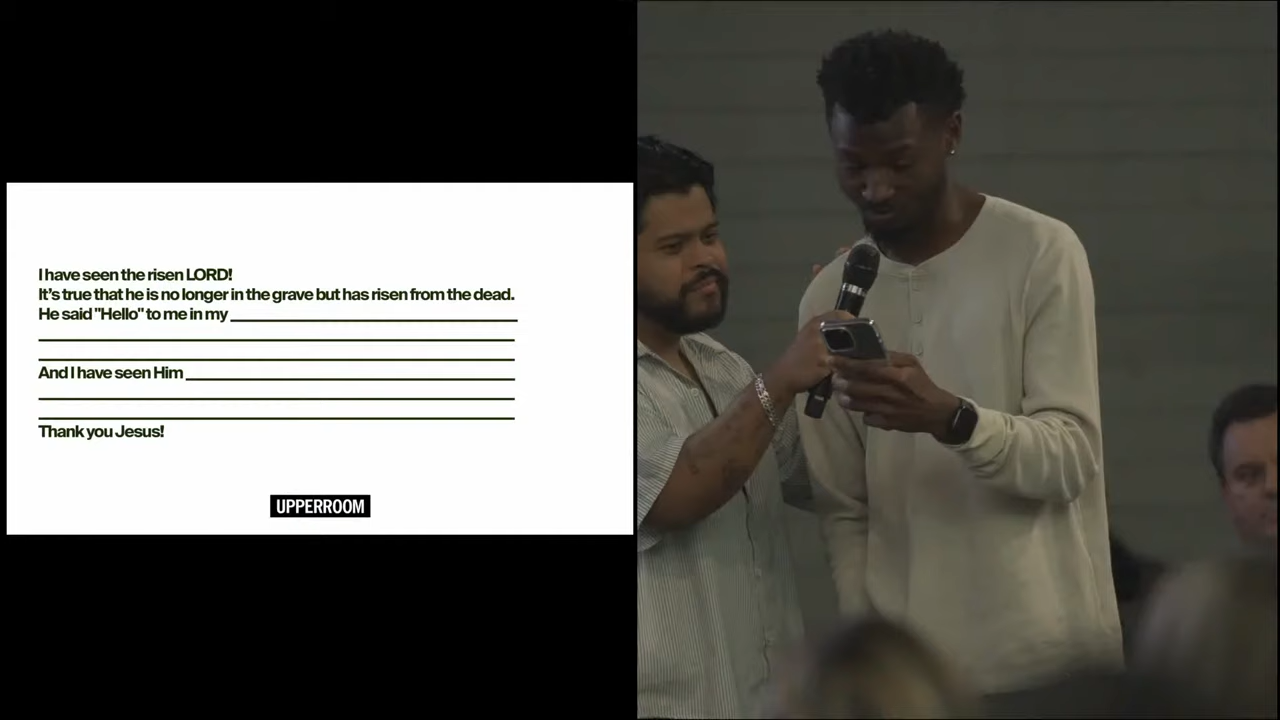 I have seen the risen LORD!
It's true that he is no longer in the grave but has risen from the dead.
He said "Hello" to me in my
And I have seen Him
Thank you Jesus!
UPPERROOM